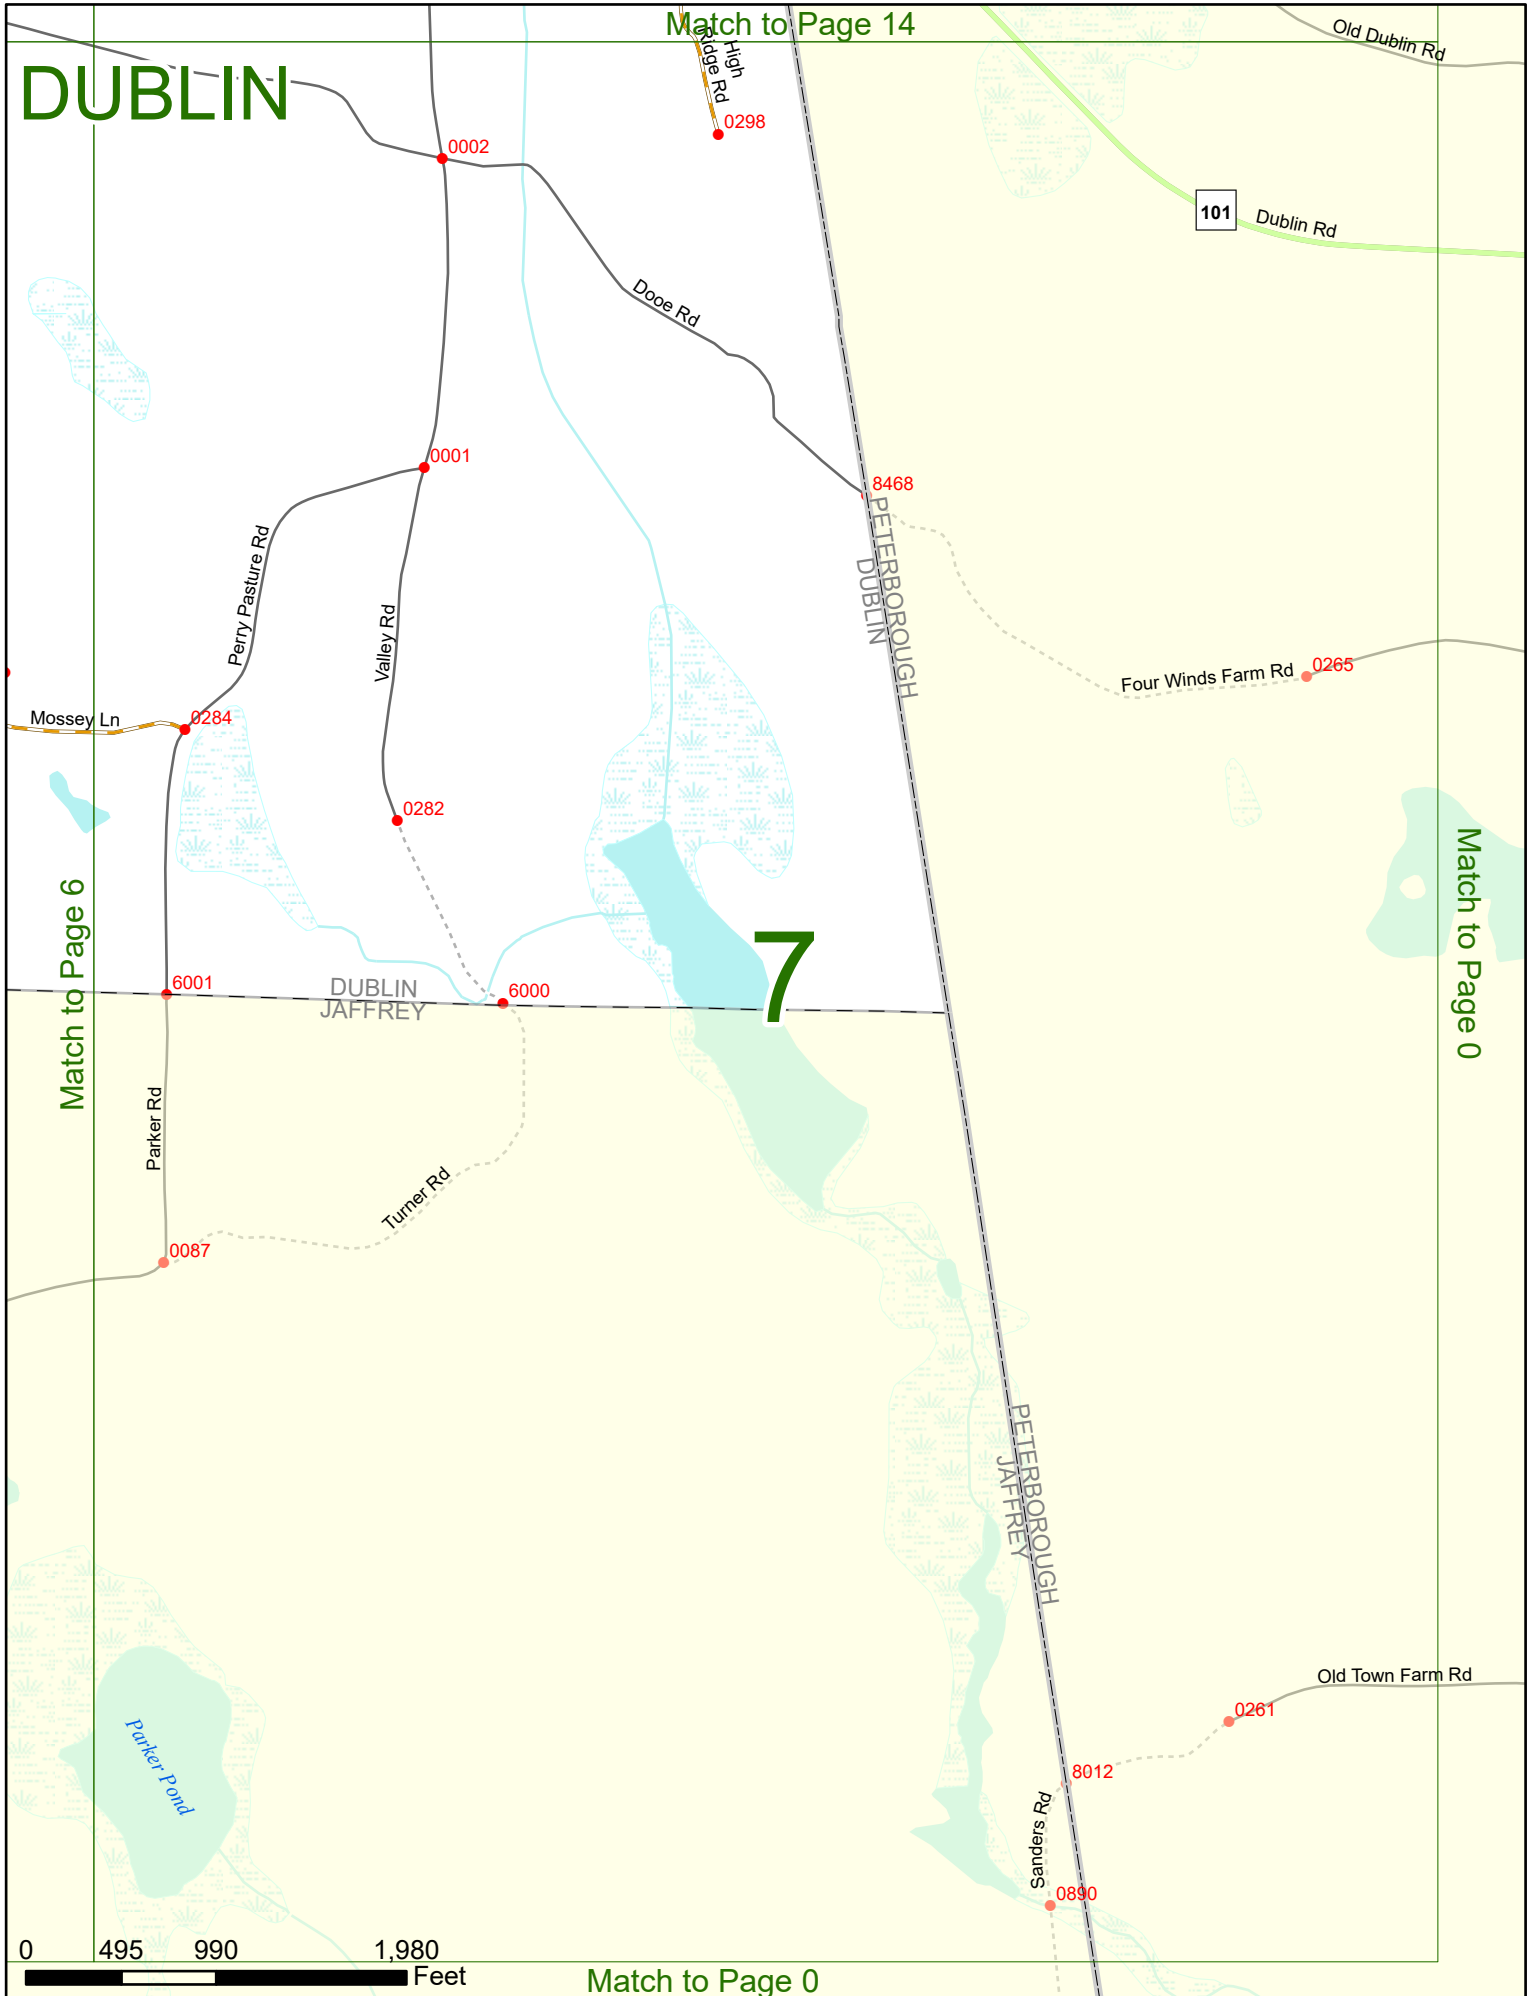 Match to Page 14
Old Dublin Rd
DUBLIN
High
Ridge Rd
0298
0002
101
Dublin Rd
Dooe Rd
0001
8468
PETERBOROUGH
DUBLIN
Perry Pasture Rd
Valley Rd
Four Winds Farm Rd
0265
Mossey Ln
0284
0282
Match to Page 6
Match to Page 0
7
6001
DUBLIN
JAFFREY
6000
Parker Rd
Turner Rd
0087
PETERBOROUGH
JAFFREY
Old Town Farm Rd
0261
Parker Pond
8012
Sanders Rd
0890
0 495 990 1,980
Feet
Match to Page 0